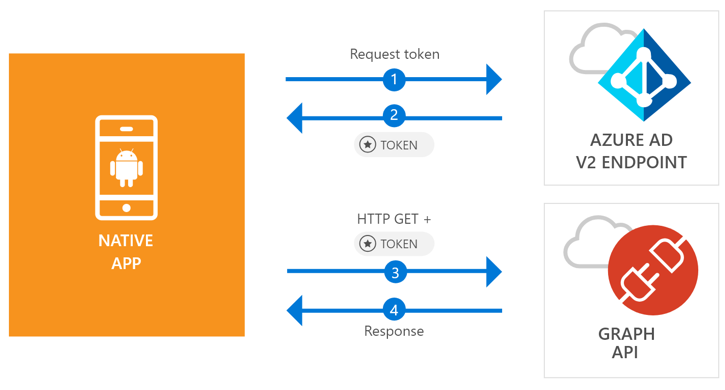 Request token
1
2
TOKEN
AZURE AD
V2 ENDPOINT
NATIVE
APP
HTTP GET +
TOKEN
3
4
Response
GRAPH
API